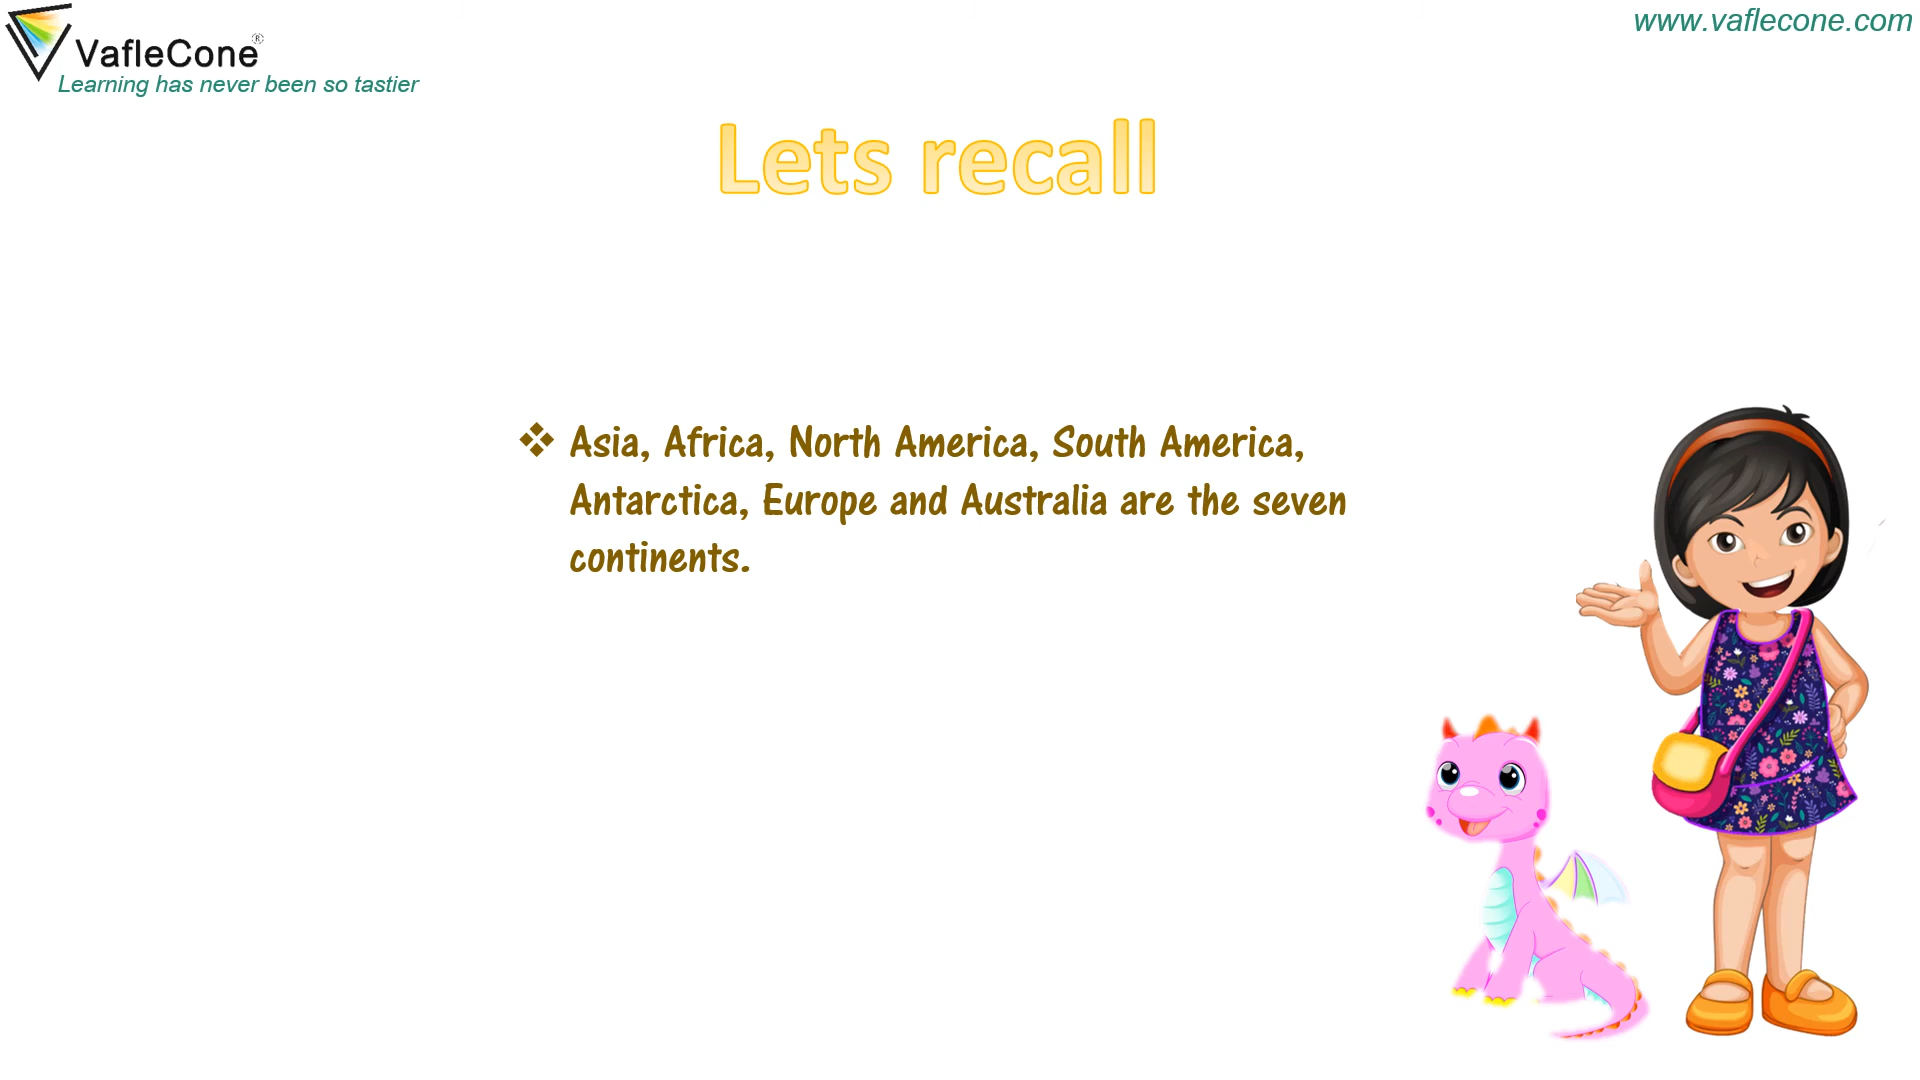 VafleCone®
Learning has never been so tastier
www.vaflecone.com
Lets recall
❖ Asia, Africa, North America, South America,
Antarctica, Europe and Australia are the seven
continents.